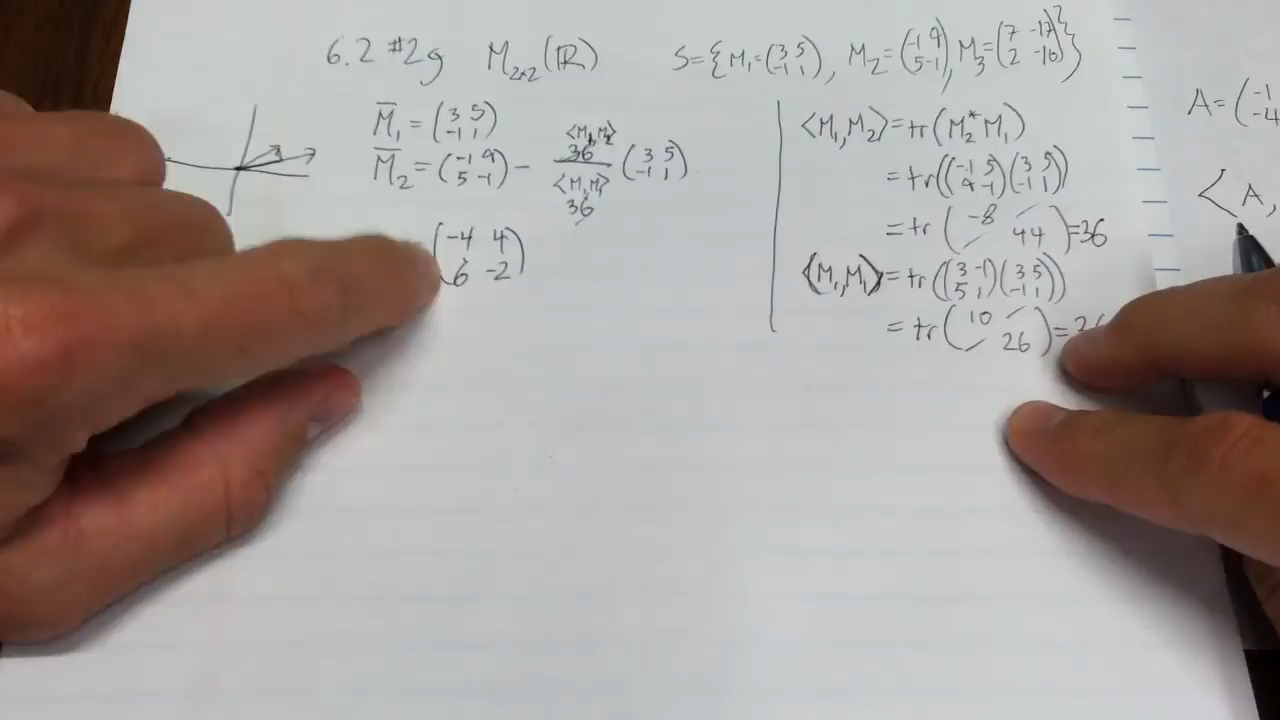 6.2 #2g M₂ₓ₂(ℝ) S={M₁=(3 5; -1 1), M₂=(-1 9; 5 -1), M₃=(7 -17; 2 -16)}
M̅₁ = (3 5; -1 1)
M̅₂ = (-1 9; 5 -1) - <M₁,M₂> 36 / <M₁,M₁> 36 (3 5; -1 1)
(-4 4; 6 -2)
<M₁,M₂> = tr(M₂*M₁)
= tr((-1 5; 9 -1)(3 5; -1 1))
= tr(-8 –; – 44) = 36
<M₁,M₁> = tr((3 -1; 5 1)(3 5; -1 1))
= tr(10 –; – 26) =
A = (-1
-4
<A,